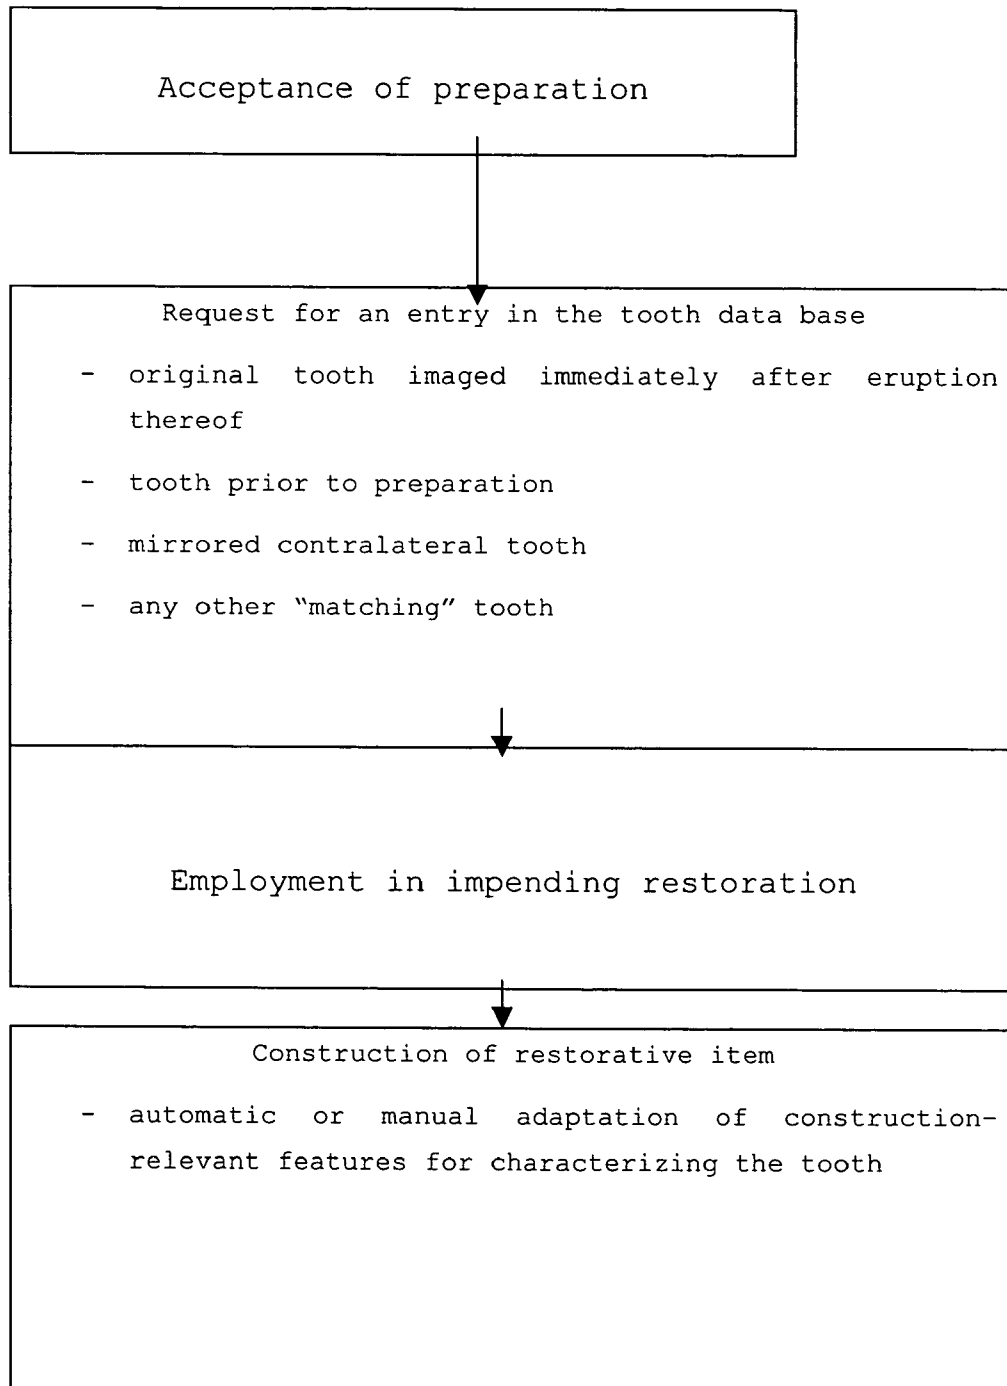 Acceptance of preparation
Request for an entry in the tooth data base
- original tooth imaged immediately after eruption
thereof
- tooth prior to preparation
- mirrored contralateral tooth
- any other “matching” tooth
Employment in impending restoration
Construction of restorative item
- automatic or manual adaptation of construction-
relevant features for characterizing the tooth